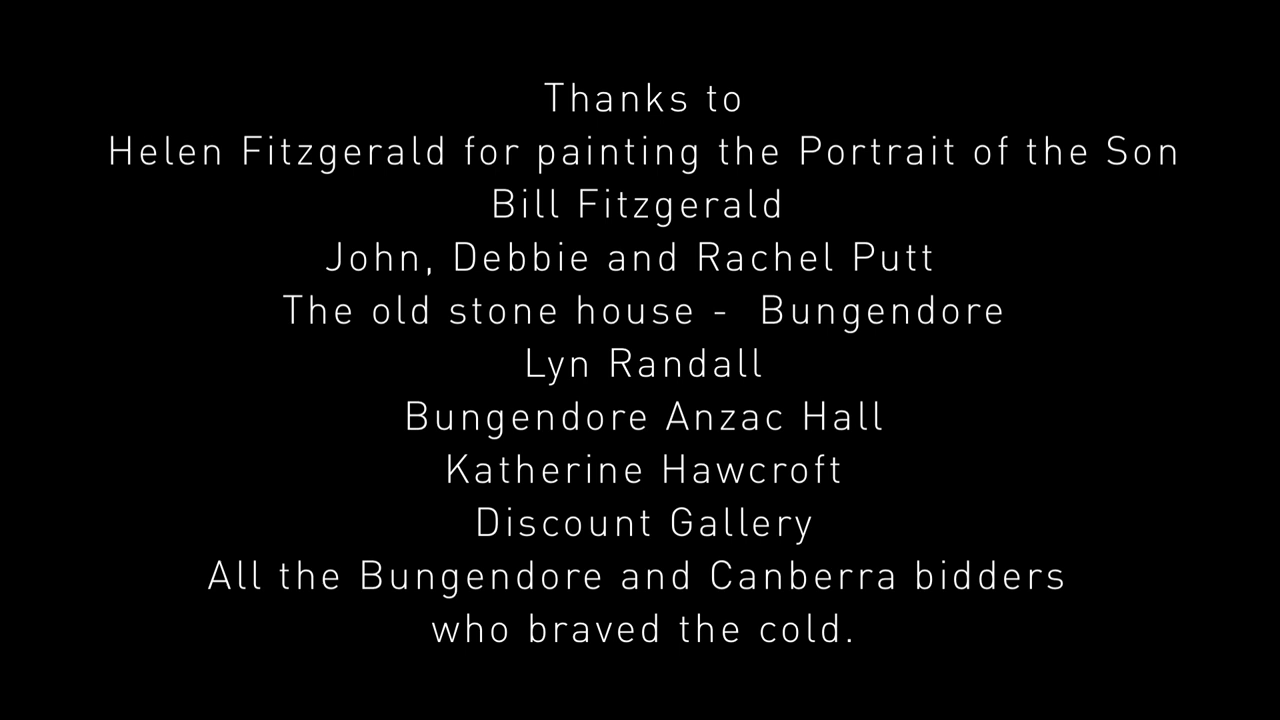 Thanks to
Helen Fitzgerald for painting the Portrait of the Son
Bill Fitzgerald
John, Debbie and Rachel Putt
The old stone house - Bungendore
Lyn Randall
Bungendore Anzac Hall
Katherine Hawcroft
Discount Gallery
All the Bungendore and Canberra bidders
who braved the cold.